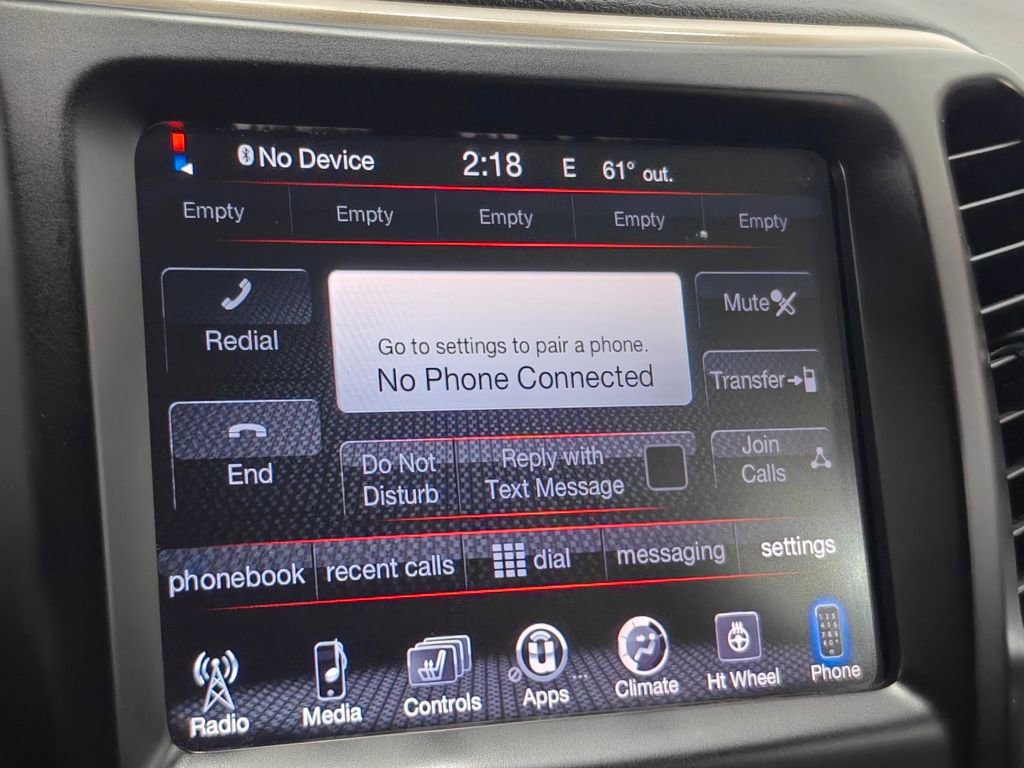 No Device 2:18 E 61° out.
Empty Empty Empty Empty Empty
Redial
Go to settings to pair a phone.
No Phone Connected
Mute
Transfer
End
Do Not
Disturb
Reply with
Text Message
Join
Calls
phonebook recent calls dial messaging settings
Radio Media Controls Apps Climate Ht Wheel Phone